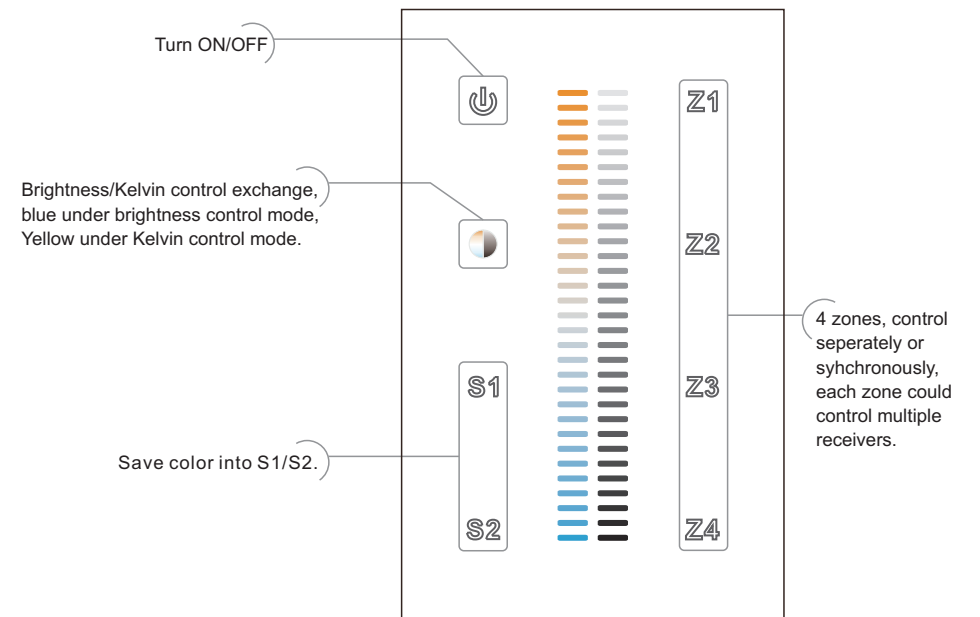 Turn ON/OFF
Z1
Brightness/Kelvin control exchange,
blue under brightness control mode,
Yellow under Kelvin control mode.
Z2
4 zones, control
seperately or
syhchronously,
each zone could
control multiple
receivers.
S1
Z3
Save color into S1/S2.
S2
Z4